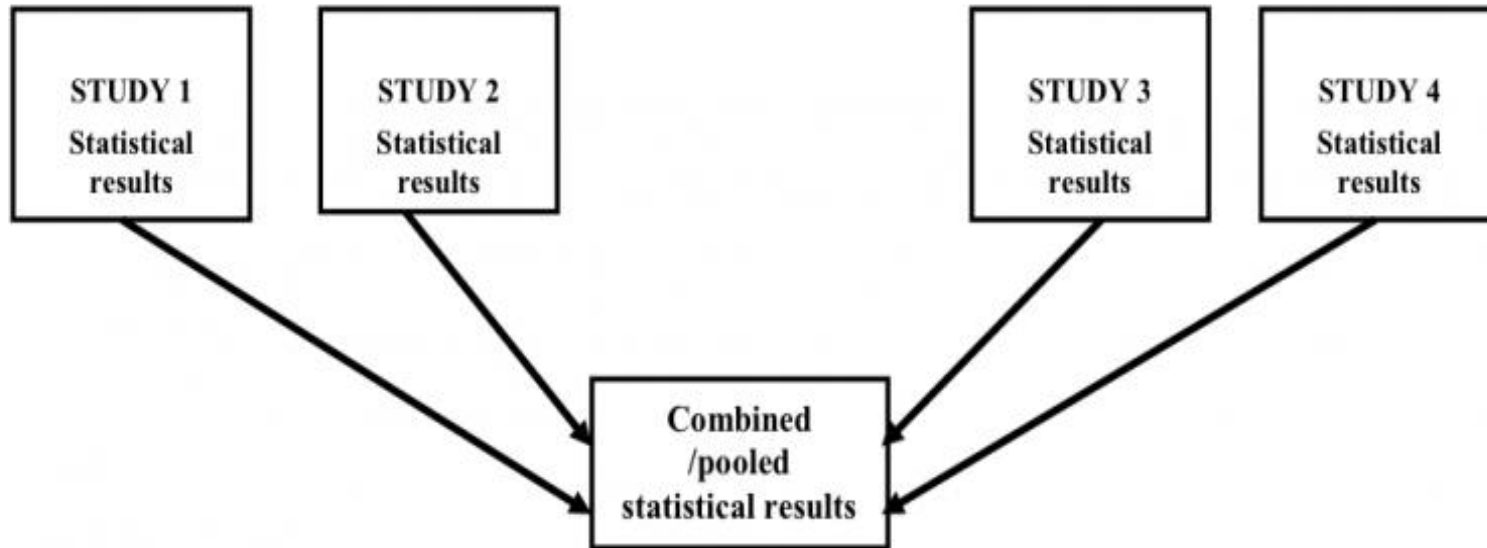 STUDY 1
Statistical
results
STUDY 2
Statistical
results
STUDY 3
Statistical
results
STUDY 4
Statistical
results
Combined
/pooled
statistical results